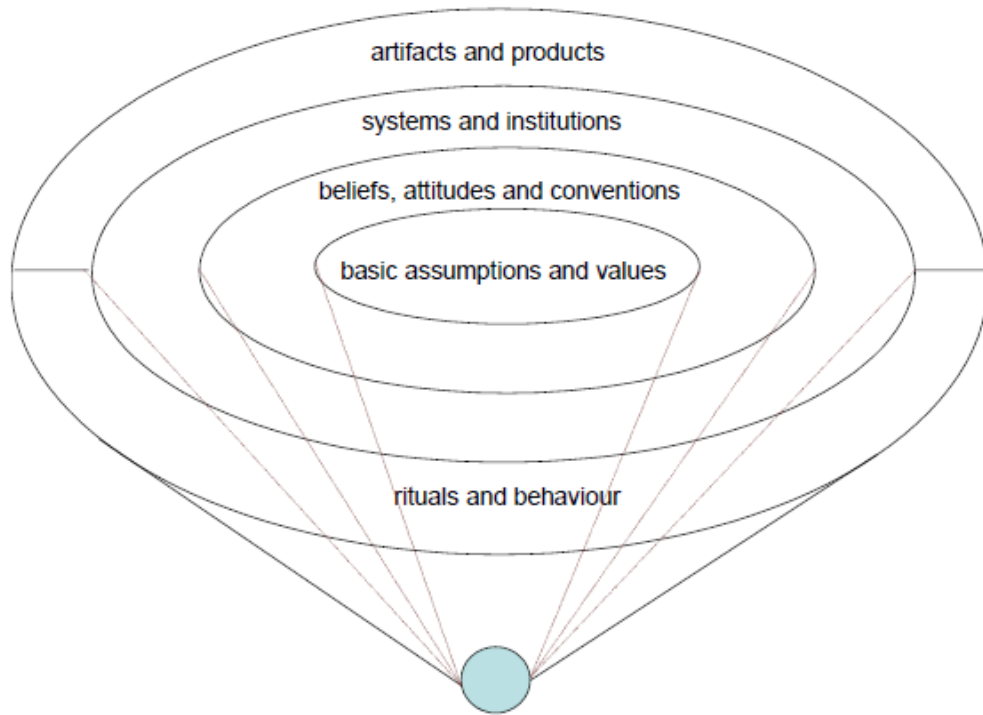 artifacts and products
systems and institutions
beliefs, attitudes and conventions
basic assumptions and values
rituals and behaviour